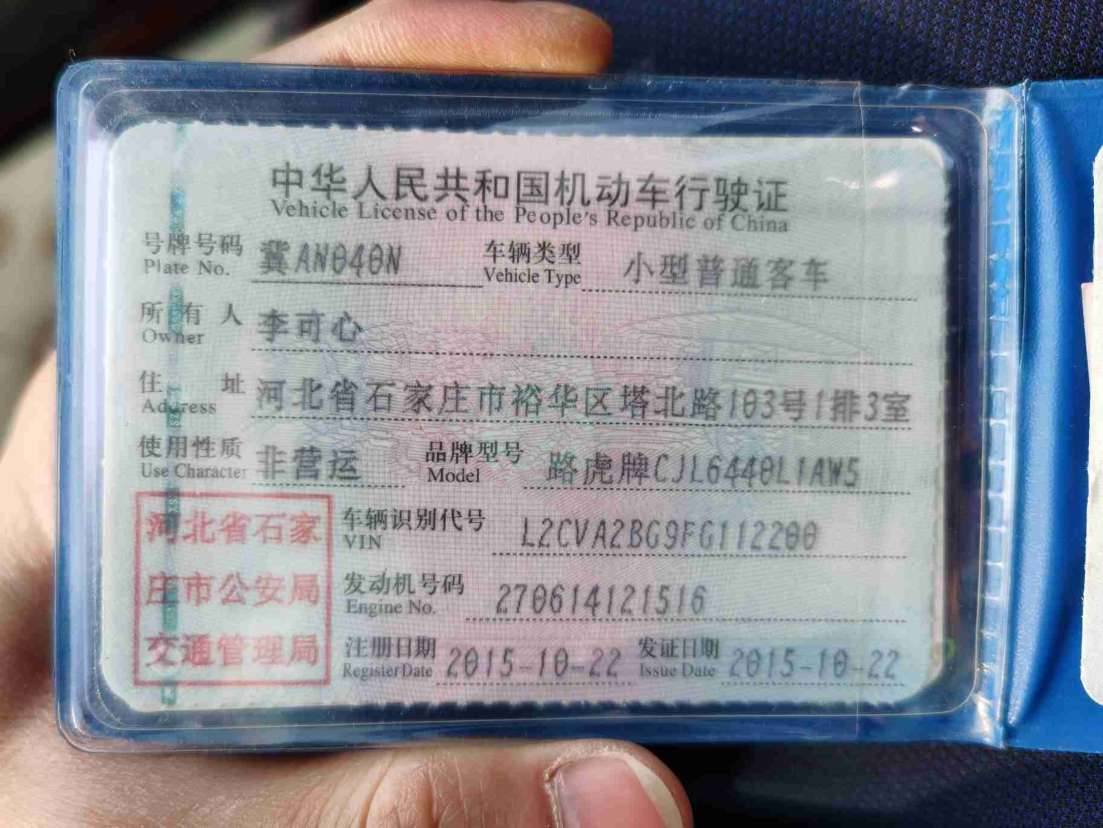 中华人民共和国机动车行驶证
Vehicle License of the People's Republic of China
号牌号码 冀AN040N 车辆类型 小型普通客车
Plate No. Vehicle Type
所有人 李可心
Owner
住址 河北省石家庄市裕华区塔北路103号1排3室
Address
使用性质 非营运 品牌型号 路虎牌CJL6440L1AW5
Use Character Model
河北省石家
庄市公安局
交通管理局
车辆识别代号 L2CVA2BG9FG112200
VIN
发动机号码 270614121516
Engine No.
注册日期 2015-10-22 发证日期 2015-10-22
Register Date Issue Date